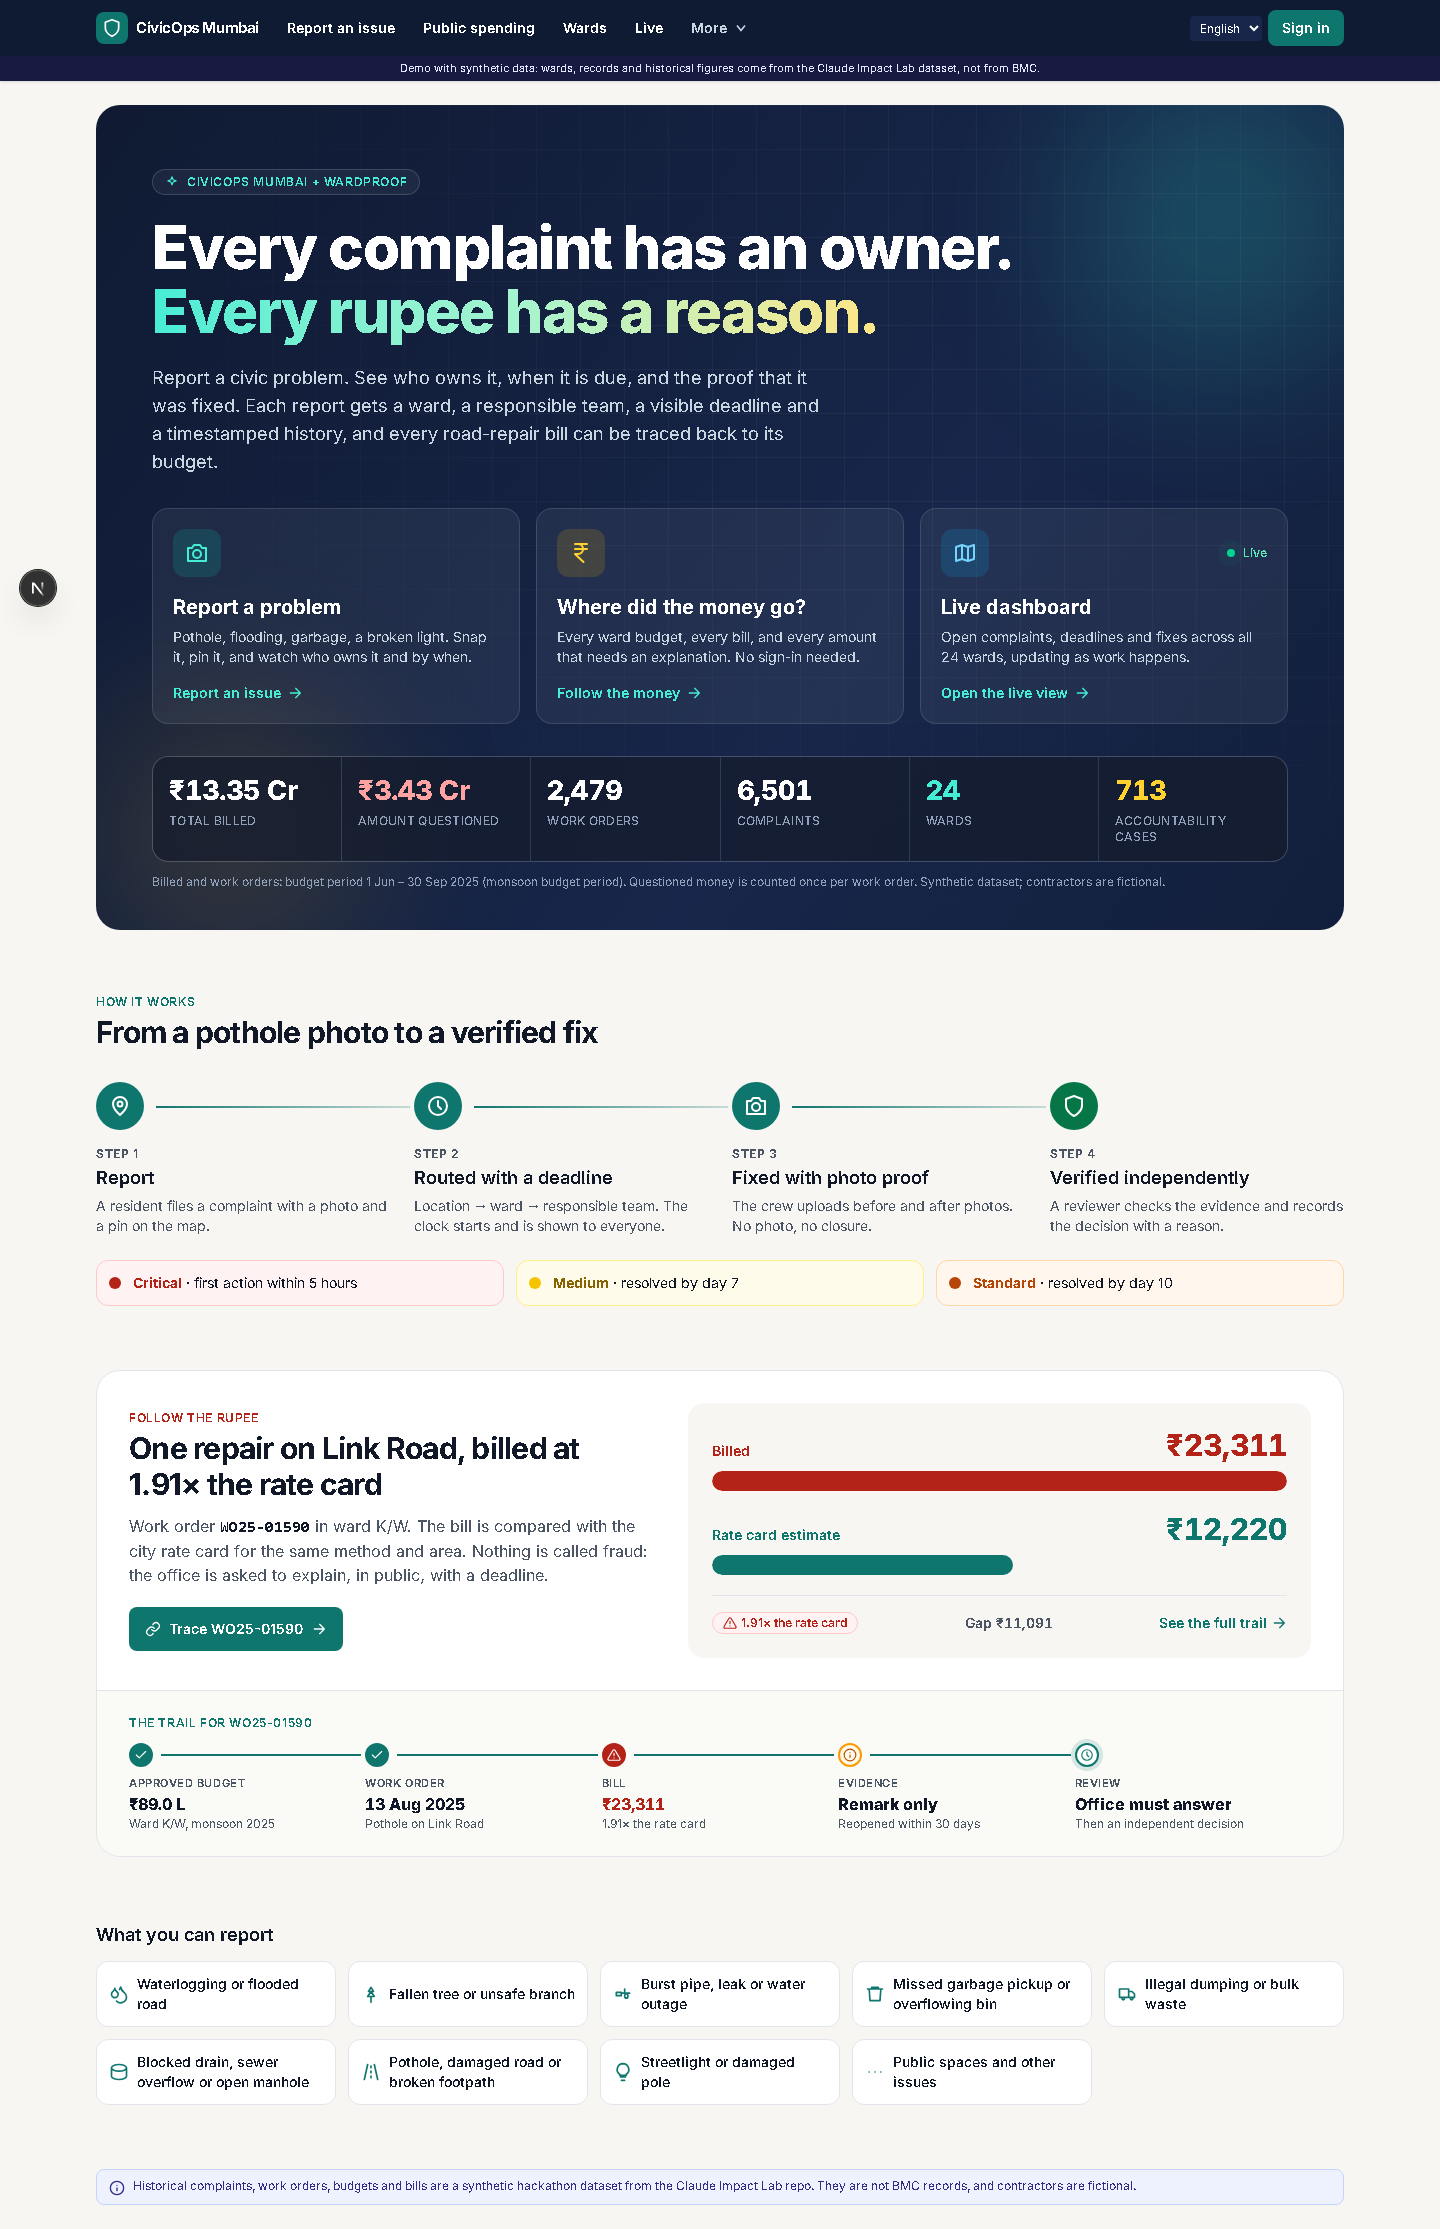 CivicOps Mumbai
Report an issue
Public spending
Wards
Live
More
English
Sign in
Demo with synthetic data: wards, records and historical figures come from the Claude Impact Lab dataset, not from BMC.
CIVICOPS MUMBAI + WARDPROOF
Every complaint has an owner.
Every rupee has a reason.
Report a civic problem. See who owns it, when it is due, and the proof that it
was fixed. Each report gets a ward, a responsible team, a visible deadline and
a timestamped history, and every road-repair bill can be traced back to its
budget.
N
Report a problem
Pothole, flooding, garbage, a broken light. Snap
it, pin it, and watch who owns it and by when.
Report an issue →
₹
Where did the money go?
Every ward budget, every bill, and every amount
that needs an explanation. No sign-in needed.
Follow the money →
Live
Live dashboard
Open complaints, deadlines and fixes across all
24 wards, updating as work happens.
Open the live view →
₹13.35 Cr
TOTAL BILLED
₹3.43 Cr
AMOUNT QUESTIONED
2,479
WORK ORDERS
6,501
COMPLAINTS
24
WARDS
713
ACCOUNTABILITY
CASES
Billed and work orders: budget period 1 Jun – 30 Sep 2025 (monsoon budget period). Questioned money is counted once per work order. Synthetic dataset; contractors are fictional.
HOW IT WORKS
From a pothole photo to a verified fix
STEP 1
Report
A resident files a complaint with a photo and
a pin on the map.
STEP 2
Routed with a deadline
Location → ward → responsible team. The
clock starts and is shown to everyone.
STEP 3
Fixed with photo proof
The crew uploads before and after photos.
No photo, no closure.
STEP 4
Verified independently
A reviewer checks the evidence and records
the decision with a reason.
Critical · first action within 5 hours
Medium · resolved by day 7
Standard · resolved by day 10
FOLLOW THE RUPEE
One repair on Link Road, billed at
1.91× the rate card
Work order WO25-01590 in ward K/W. The bill is compared with the
city rate card for the same method and area. Nothing is called fraud:
the office is asked to explain, in public, with a deadline.
Trace WO25-01590 →
Billed
₹23,311
Rate card estimate
₹12,220
1.91× the rate card
Gap ₹11,091
See the full trail →
THE TRAIL FOR WO25-01590
APPROVED BUDGET
₹89.0 L
Ward K/W, monsoon 2025
WORK ORDER
13 Aug 2025
Pothole on Link Road
BILL
₹23,311
1.91× the rate card
EVIDENCE
Remark only
Reopened within 30 days
REVIEW
Office must answer
Then an independent decision
What you can report
Waterlogging or flooded
road
Fallen tree or unsafe branch
Burst pipe, leak or water
outage
Missed garbage pickup or
overflowing bin
Illegal dumping or bulk
waste
Blocked drain, sewer
overflow or open manhole
Pothole, damaged road or
broken footpath
Streetlight or damaged
pole
Public spaces and other
issues
Historical complaints, work orders, budgets and bills are a synthetic hackathon dataset from the Claude Impact Lab repo. They are not BMC records, and contractors are fictional.